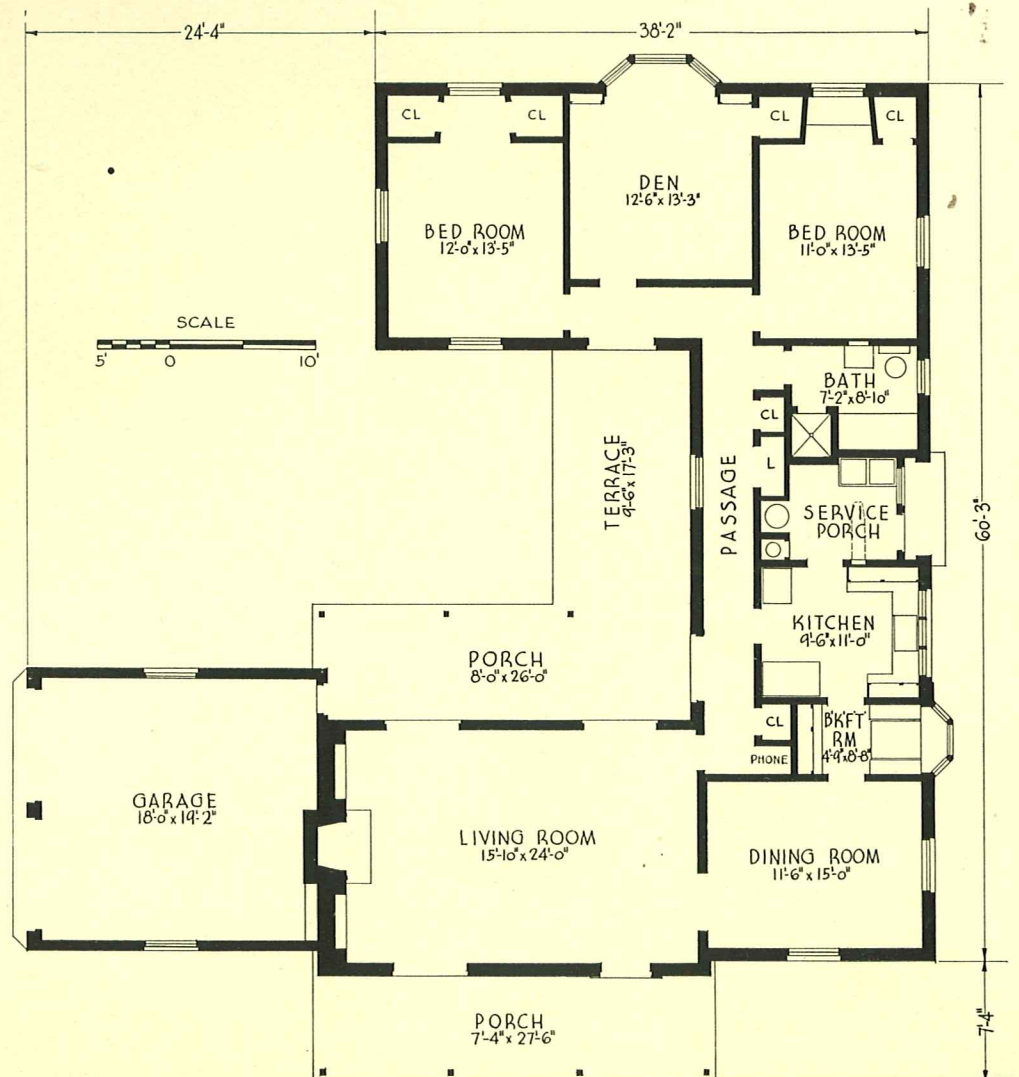 24'-4"
38'-2"
CL
CL
CL
CL
DEN
12'-6" x 13'-3"
BED ROOM
12'-0" x 13'-5"
BED ROOM
11'-0" x 13'-5"
SCALE
5' 0 10'
BATH
7'-2" x 8'-10"
CL
L
TERRACE
9'-6" x 17'-3"
PASSAGE
SERVICE
PORCH
60'-3"
KITCHEN
9'-6" x 11'-0"
PORCH
8'-0" x 26'-0"
CL
PHONE
B'KFT
RM
4'-9" x 8'-8"
GARAGE
18'-0" x 19'-2"
LIVING ROOM
15'-10" x 24'-0"
DINING ROOM
11'-6" x 15'-0"
PORCH
7'-4" x 27'-6"
7'-4"